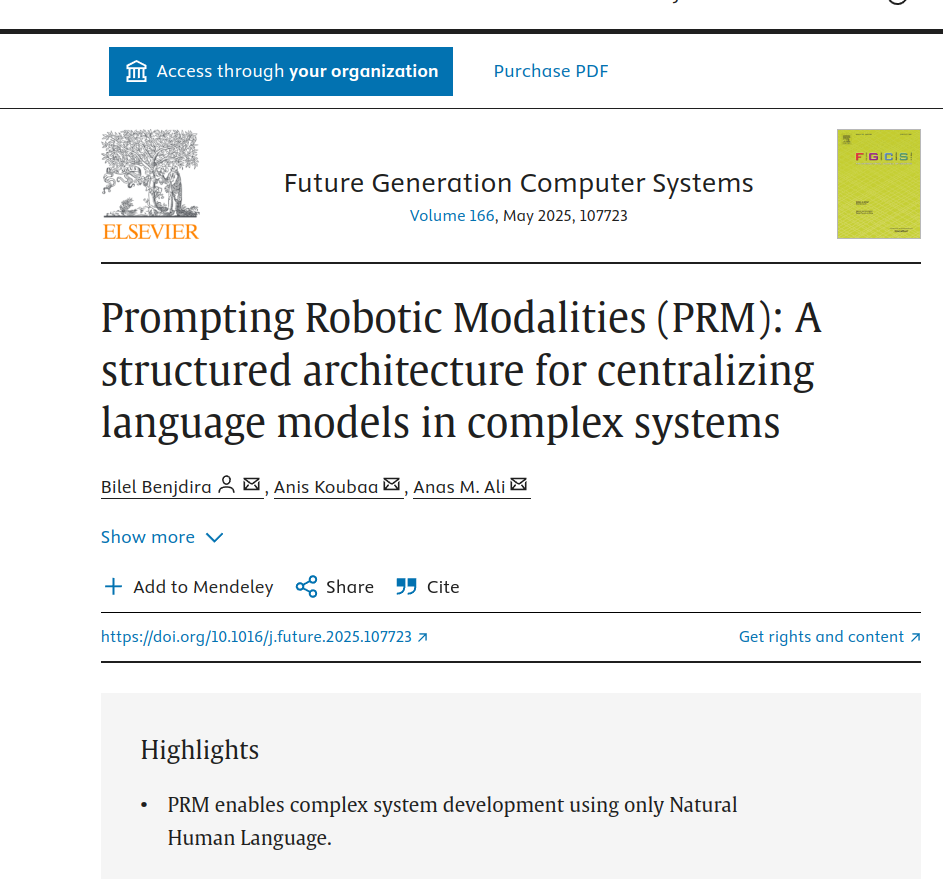 Access through your organization
Purchase PDF
ELSEVIER
Future Generation Computer Systems
Volume 166, May 2025, 107723
FGCS
Prompting Robotic Modalities (PRM): A
structured architecture for centralizing
language models in complex systems
Bilel Benjdira, Anis Koubaa, Anas M. Ali
Show more
Add to Mendeley Share Cite
https://doi.org/10.1016/j.future.2025.107723
Get rights and content
Highlights
• PRM enables complex system development using only Natural
Human Language.